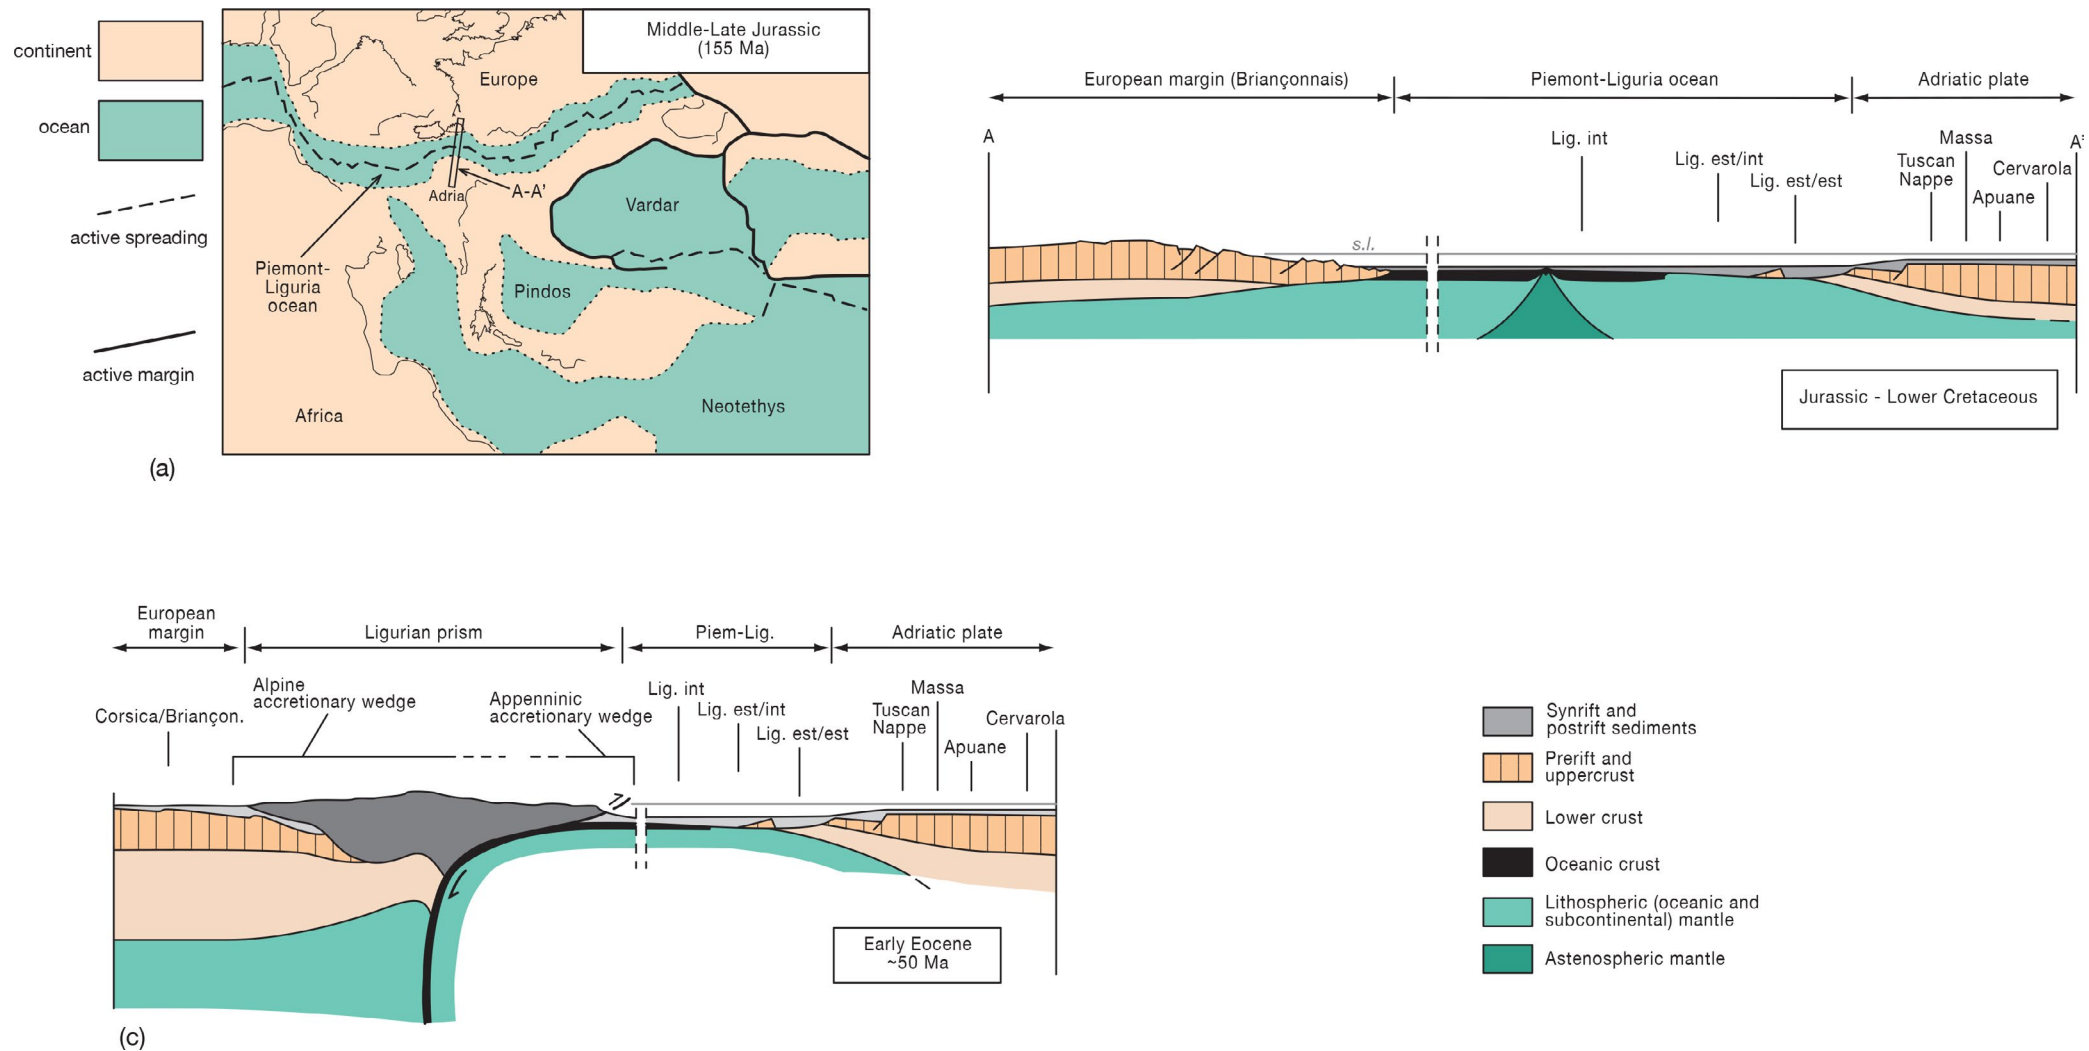 continent
ocean
active spreading
active margin
Middle-Late Jurassic
(155 Ma)
Europe
Adria
A-A'
Vardar
Piemont-
Liguria
ocean
Pindos
Africa
Neotethys
(a)
European margin (Briançonnais)
Piemont-Liguria ocean
Adriatic plate
A
Lig. int
Lig. est/int
Lig. est/est
Massa
Tuscan
Nappe
Apuane
Cervarola
A'
s.l.
Jurassic - Lower Cretaceous
European
margin
Ligurian prism
Piem-Lig.
Adriatic plate
Corsica/Briançon.
Alpine
accretionary wedge
Appenninic
accretionary wedge
Lig. int
Lig. est/int
Lig. est/est
Massa
Tuscan
Nappe
Apuane
Cervarola
Early Eocene
~50 Ma
(c)
Synrift and
postrift sediments
Prerift and
uppercrust
Lower crust
Oceanic crust
Lithospheric (oceanic and
subcontinental) mantle
Astenospheric mantle